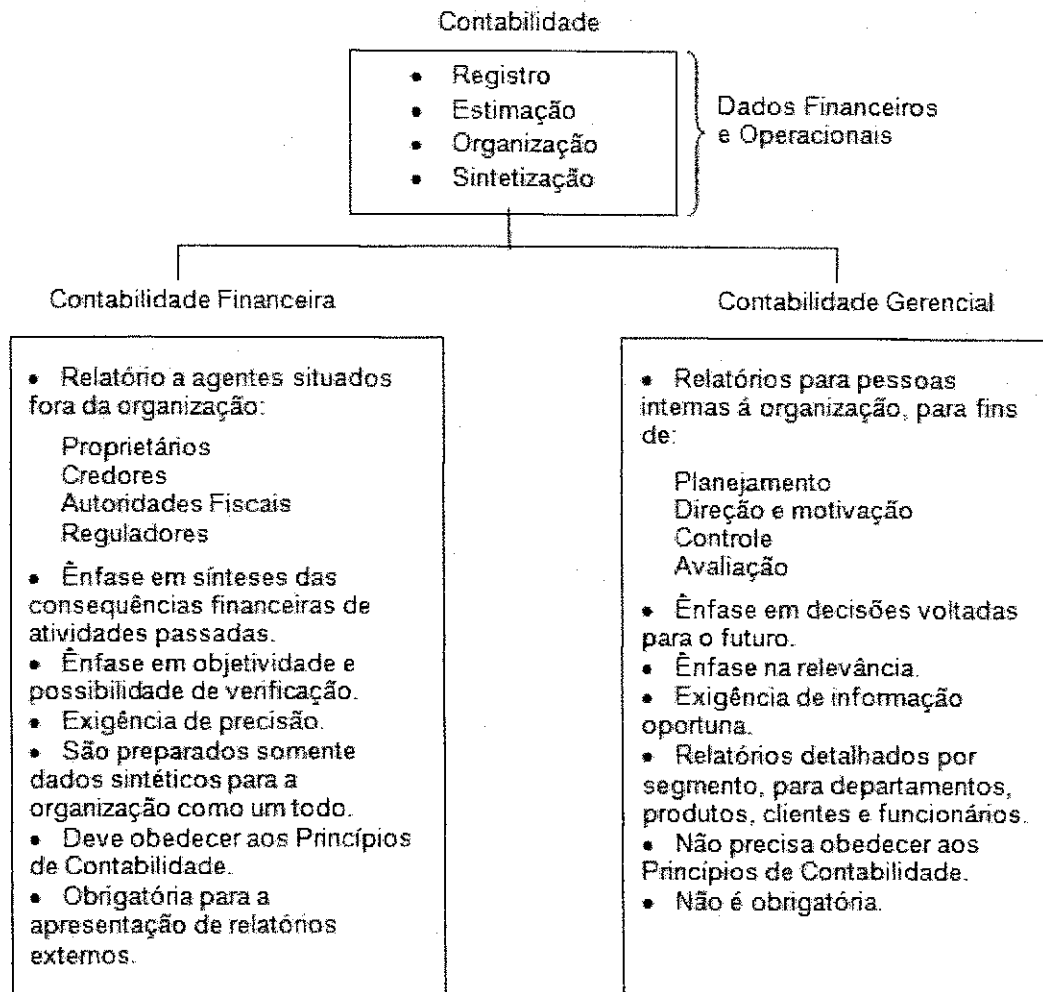 Contabilidade
• Registro
• Estimação
• Organização
• Sintetização
Dados Financeiros
e Operacionais
Contabilidade Financeira
• Relatório a agentes situados
fora da organização:
Proprietários
Credores
Autoridades Fiscais
Reguladores
• Ênfase em sínteses das
consequências financeiras de
atividades passadas.
• Ênfase em objetividade e
possibilidade de verificação.
• Exigência de precisão.
• São preparados somente
dados sintéticos para a
organização como um todo.
• Deve obedecer aos Princípios
de Contabilidade.
• Obrigatória para a
apresentação de relatórios
externos.
Contabilidade Gerencial
• Relatórios para pessoas
internas á organização, para fins
de:
Planejamento
Direção e motivação
Controle
Avaliação
• Ênfase em decisões voltadas
para o futuro.
• Ênfase na relevância.
• Exigência de informação
oportuna.
• Relatórios detalhados por
segmento, para departamentos,
produtos, clientes e funcionários.
• Não precisa obedecer aos
Princípios de Contabilidade.
• Não é obrigatória.